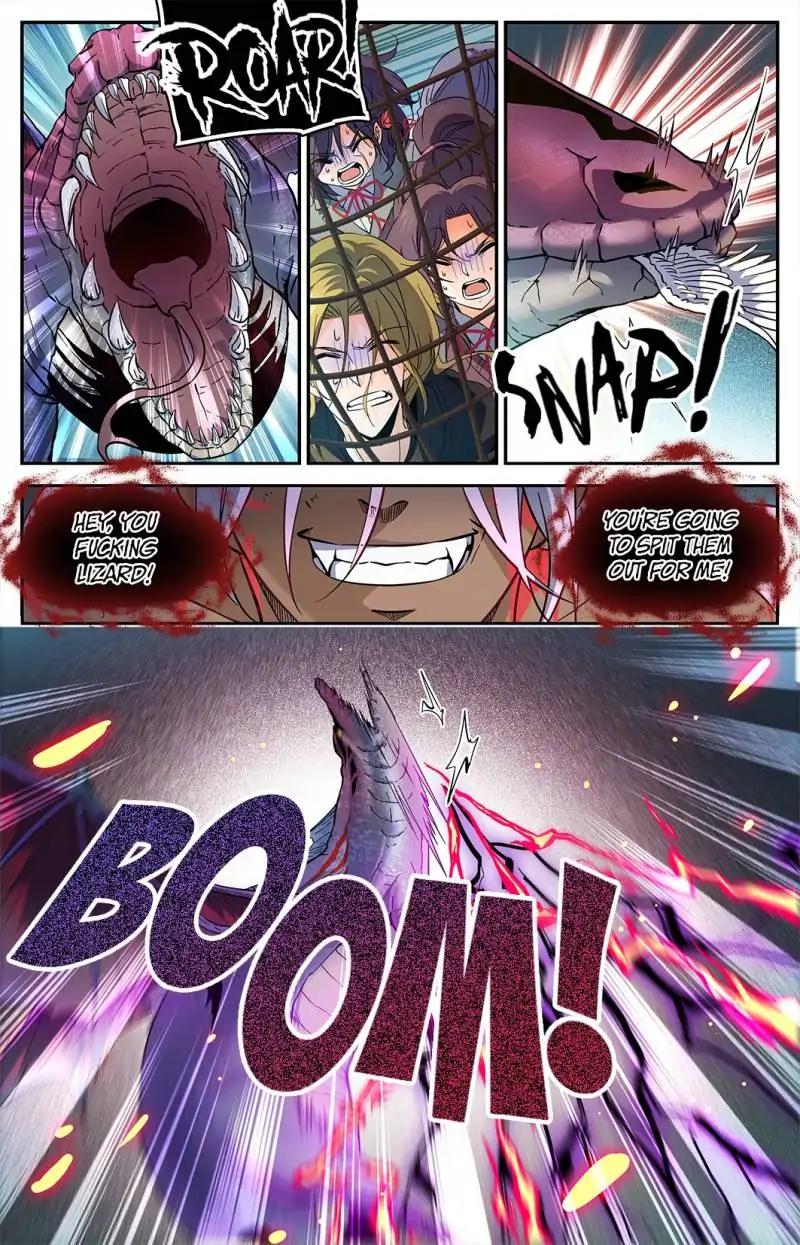 ROAR!
SNAP!
HEY, YOU
FUCKING
LIZARD!
YOU'RE GOING
TO SPIT THEM
OUT FOR ME!
BOOM!